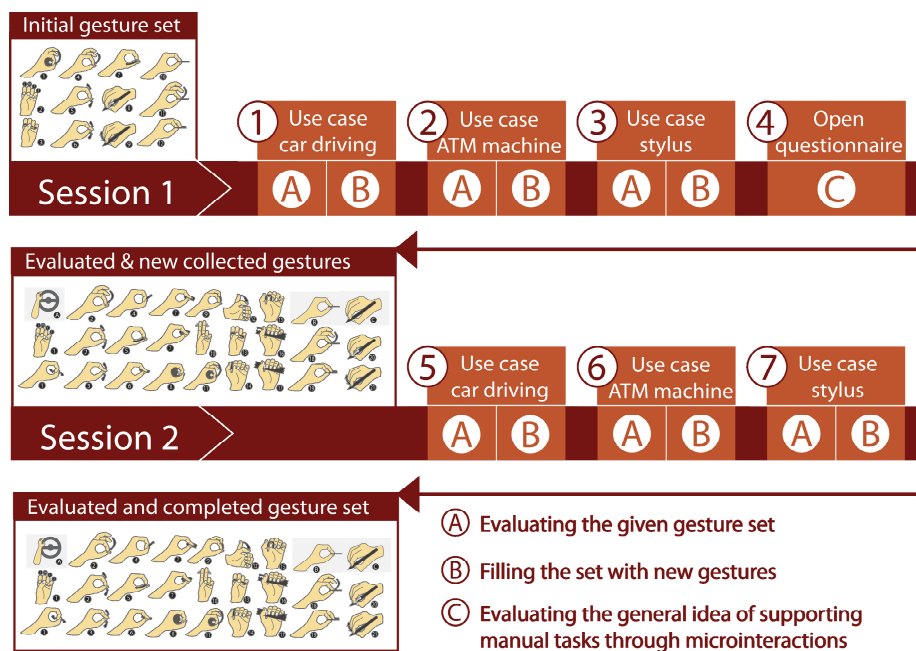 Initial gesture set
1
Use case
car driving
2
Use case
ATM machine
3
Use case
stylus
4
Open
questionnaire
Session 1
A
B
A
B
A
B
C
Evaluated & new collected gestures
5
Use case
car driving
6
Use case
ATM machine
7
Use case
stylus
Session 2
A
B
A
B
A
B
Evaluated and completed gesture set
A Evaluating the given gesture set
B Filling the set with new gestures
C Evaluating the general idea of supporting
manual tasks through microinteractions